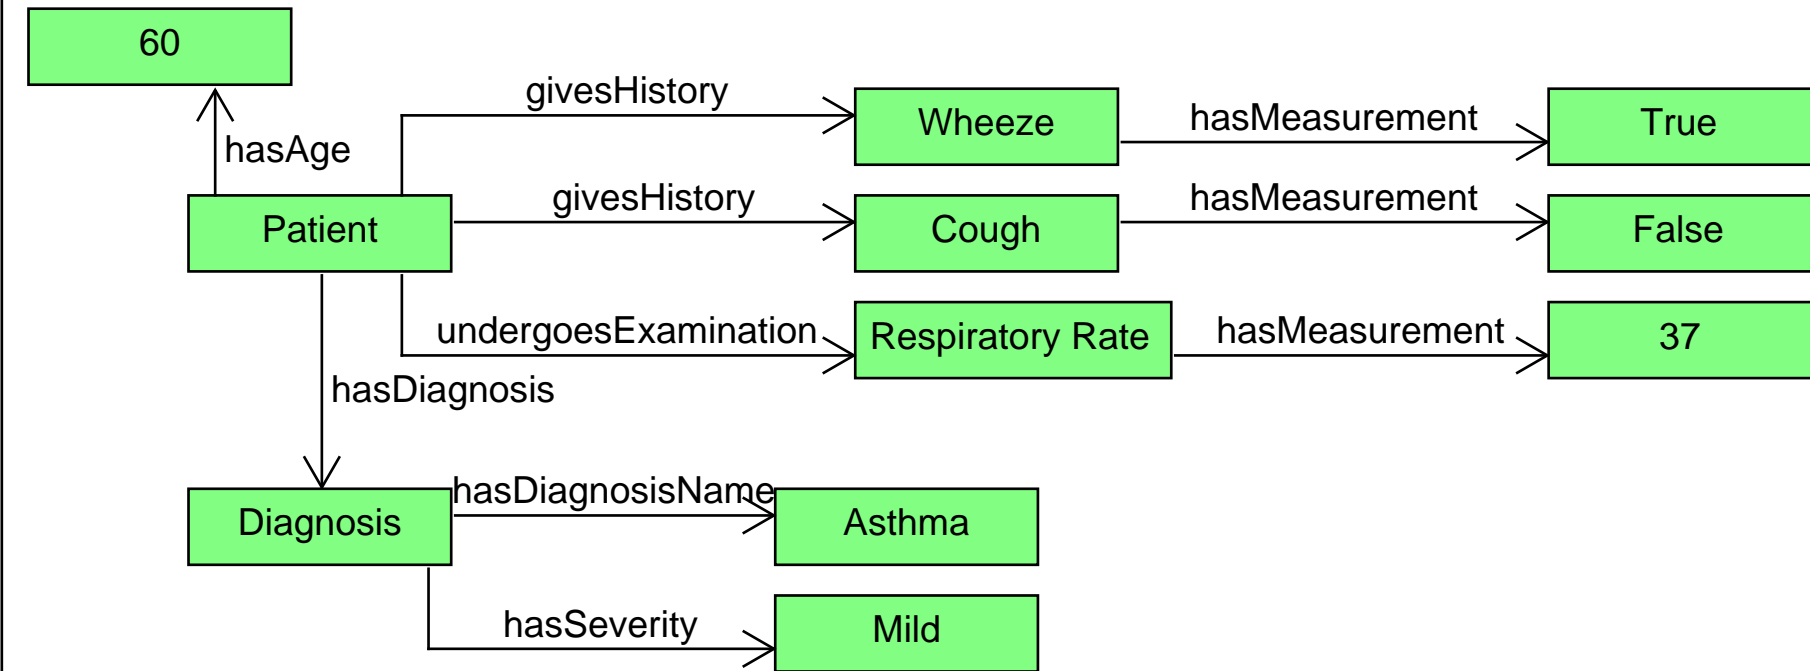 60
givesHistory
Wheeze
hasMeasurement
True
hasAge
Patient
givesHistory
Cough
hasMeasurement
False
undergoesExamination
Respiratory Rate
hasMeasurement
37
hasDiagnosis
Diagnosis
hasDiagnosisName
Asthma
hasSeverity
Mild